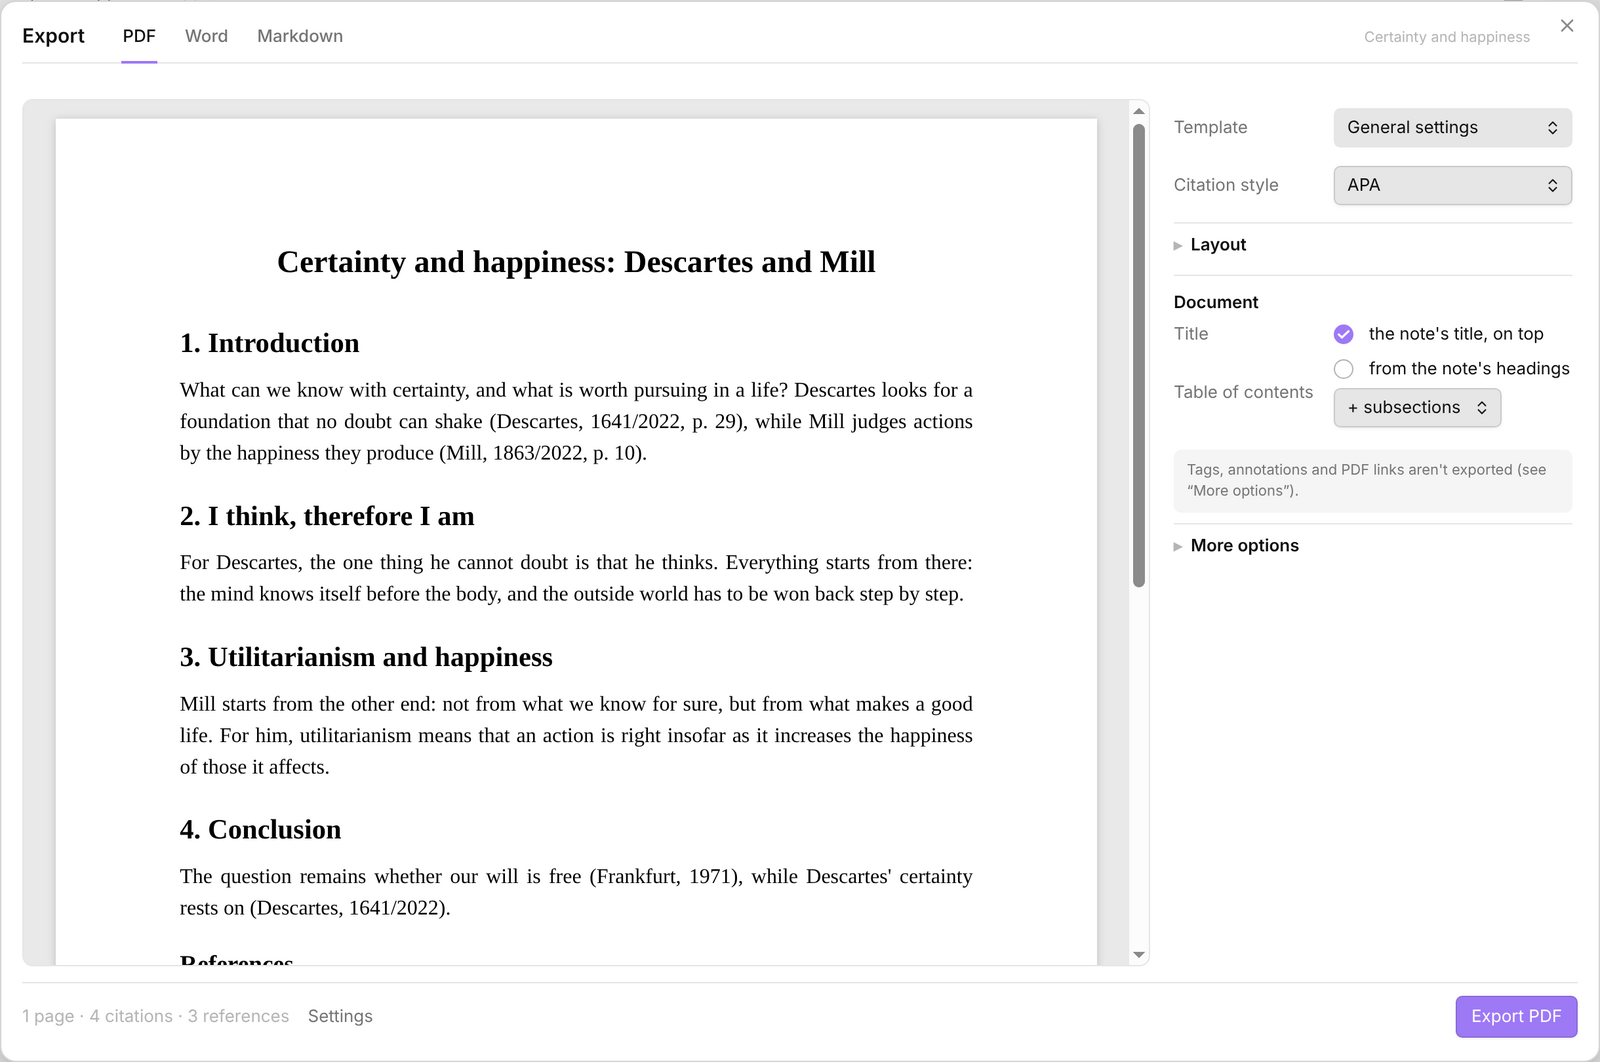 Export PDF Word Markdown Certainty and happiness
Certainty and happiness: Descartes and Mill
1. Introduction
What can we know with certainty, and what is worth pursuing in a life? Descartes looks for a
foundation that no doubt can shake (Descartes, 1641/2022, p. 29), while Mill judges actions
by the happiness they produce (Mill, 1863/2022, p. 10).
2. I think, therefore I am
For Descartes, the one thing he cannot doubt is that he thinks. Everything starts from there:
the mind knows itself before the body, and the outside world has to be won back step by step.
3. Utilitarianism and happiness
Mill starts from the other end: not from what we know for sure, but from what makes a good
life. For him, utilitarianism means that an action is right insofar as it increases the happiness
of those it affects.
4. Conclusion
The question remains whether our will is free (Frankfurt, 1971), while Descartes' certainty
rests on (Descartes, 1641/2022).
References
Template General settings
Citation style APA
Layout
Document
Title the note's title, on top
from the note's headings
Table of contents
+ subsections
Tags, annotations and PDF links aren't exported (see
“More options”).
More options
1 page · 4 citations · 3 references Settings
Export PDF